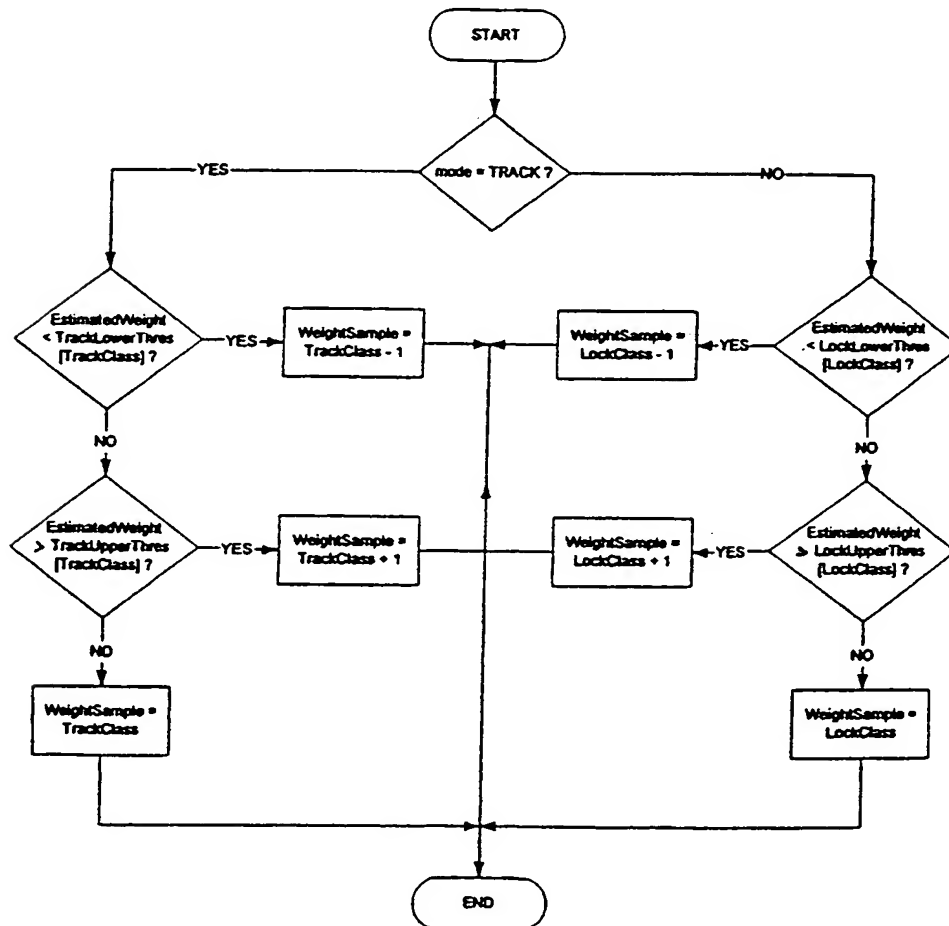 START
mode = TRACK ?
YES
NO
EstimatedWeight
< TrackLowerThres
[TrackClass] ?
YES
WeightSample =
TrackClass - 1
WeightSample =
LockClass - 1
YES
EstimatedWeight
< LockLowerThres
[LockClass] ?
NO
NO
EstimatedWeight
> TrackUpperThres
[TrackClass] ?
YES
WeightSample =
TrackClass + 1
WeightSample =
LockClass + 1
YES
EstimatedWeight
> LockUpperThres
[LockClass] ?
NO
NO
WeightSample =
TrackClass
WeightSample =
LockClass
END